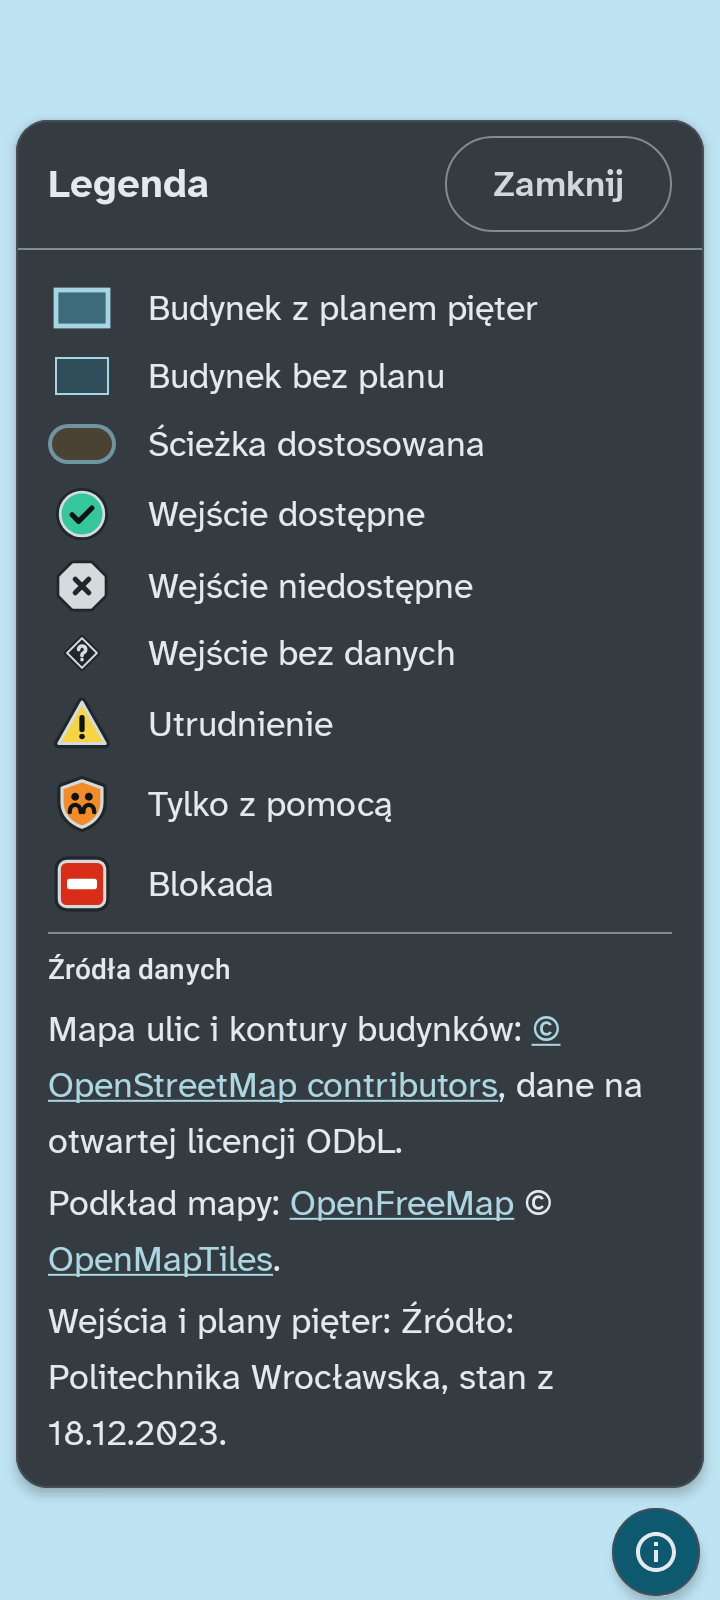 Legenda
Zamknij
Budynek z planem pięter
Budynek bez planu
Ścieżka dostosowana
Wejście dostępne
Wejście niedostępne
Wejście bez danych
Utrudnienie
Tylko z pomocą
Blokada
Źródła danych
Mapa ulic i kontury budynków: ©
OpenStreetMap contributors, dane na
otwartej licencji ODbL.
Podkład mapy: OpenFreeMap ©
OpenMapTiles.
Wejścia i plany pięter: Źródło:
Politechnika Wrocławska, stan z
18.12.2023.